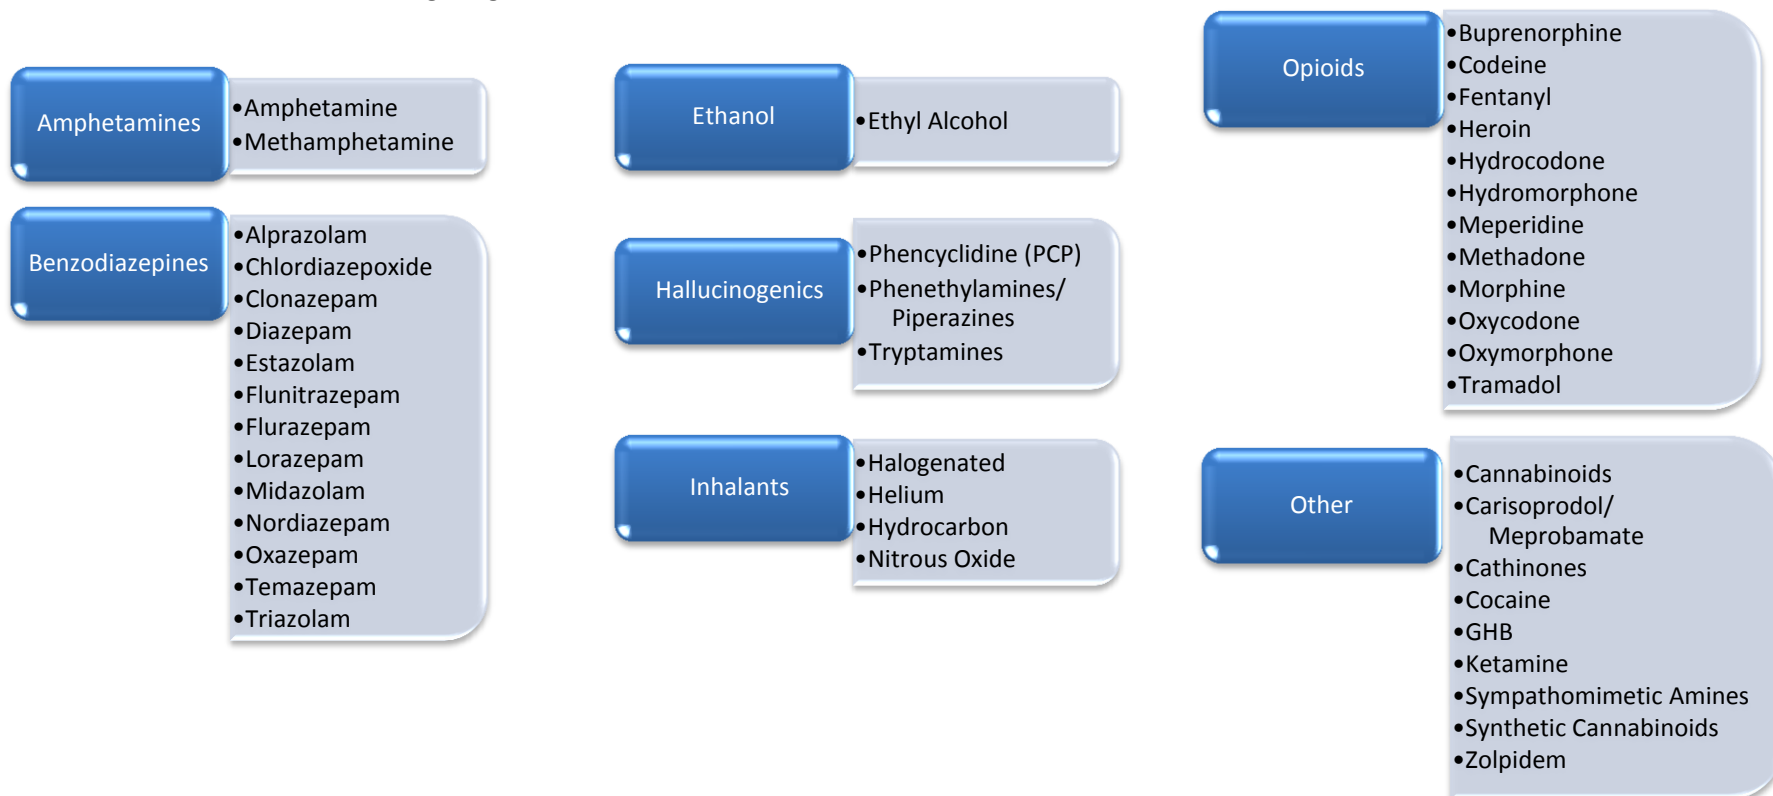 Amphetamines
•Amphetamine
•Methamphetamine
Benzodiazepines
•Alprazolam
•Chlordiazepoxide
•Clonazepam
•Diazepam
•Estazolam
•Flunitrazepam
•Flurazepam
•Lorazepam
•Midazolam
•Nordiazepam
•Oxazepam
•Temazepam
•Triazolam
Ethanol
•Ethyl Alcohol
Hallucinogenics
•Phencyclidine (PCP)
•Phenethylamines/
Piperazines
•Tryptamines
Inhalants
•Halogenated
•Helium
•Hydrocarbon
•Nitrous Oxide
Opioids
•Buprenorphine
•Codeine
•Fentanyl
•Heroin
•Hydrocodone
•Hydromorphone
•Meperidine
•Methadone
•Morphine
•Oxycodone
•Oxymorphone
•Tramadol
Other
•Cannabinoids
•Carisoprodol/
Meprobamate
•Cathinones
•Cocaine
•GHB
•Ketamine
•Sympathomimetic Amines
•Synthetic Cannabinoids
•Zolpidem